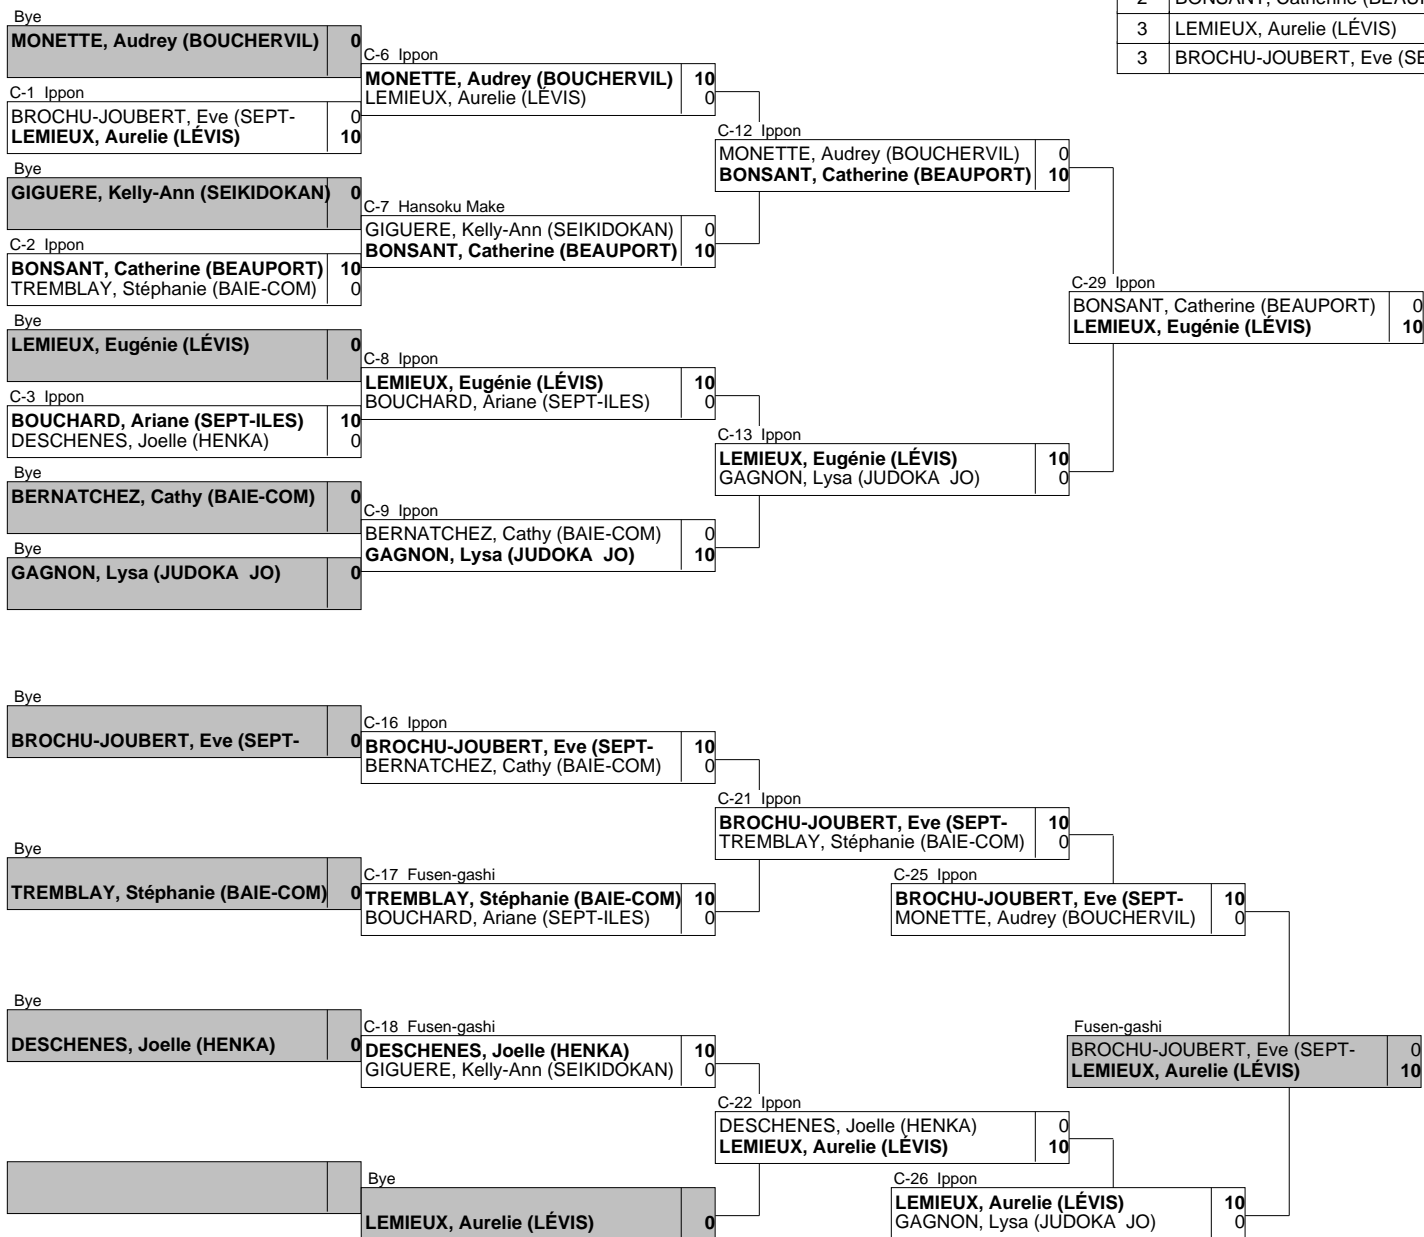 2 BONSANT, Catherine (BEAUP
3 LEMIEUX, Aurelie (LÉVIS)
3 BROCHU-JOUBERT, Eve (SE
Bye
MONETTE, Audrey (BOUCHERVIL) 0
C-1 Ippon
BROCHU-JOUBERT, Eve (SEPT- 0
LEMIEUX, Aurelie (LÉVIS) 10
Bye
GIGUERE, Kelly-Ann (SEIKIDOKAN) 0
C-2 Ippon
BONSANT, Catherine (BEAUPORT) 10
TREMBLAY, Stéphanie (BAIE-COM) 0
Bye
LEMIEUX, Eugénie (LÉVIS) 0
C-3 Ippon
BOUCHARD, Ariane (SEPT-ILES) 10
DESCHENES, Joelle (HENKA) 0
Bye
BERNATCHEZ, Cathy (BAIE-COM) 0
Bye
GAGNON, Lysa (JUDOKA JO) 0
C-6 Ippon
MONETTE, Audrey (BOUCHERVIL) 10
LEMIEUX, Aurelie (LÉVIS) 0
C-7 Hansoku Make
GIGUERE, Kelly-Ann (SEIKIDOKAN) 0
BONSANT, Catherine (BEAUPORT) 10
C-8 Ippon
LEMIEUX, Eugénie (LÉVIS) 10
BOUCHARD, Ariane (SEPT-ILES) 0
C-9 Ippon
BERNATCHEZ, Cathy (BAIE-COM) 0
GAGNON, Lysa (JUDOKA JO) 10
C-12 Ippon
MONETTE, Audrey (BOUCHERVIL) 0
BONSANT, Catherine (BEAUPORT) 10
C-13 Ippon
LEMIEUX, Eugénie (LÉVIS) 10
GAGNON, Lysa (JUDOKA JO) 0
C-29 Ippon
BONSANT, Catherine (BEAUPORT) 0
LEMIEUX, Eugénie (LÉVIS) 10
Bye
BROCHU-JOUBERT, Eve (SEPT- 0
Bye
TREMBLAY, Stéphanie (BAIE-COM) 0
Bye
DESCHENES, Joelle (HENKA) 0
C-16 Ippon
BROCHU-JOUBERT, Eve (SEPT- 10
BERNATCHEZ, Cathy (BAIE-COM) 0
C-17 Fusen-gashi
TREMBLAY, Stéphanie (BAIE-COM) 10
BOUCHARD, Ariane (SEPT-ILES) 0
C-18 Fusen-gashi
DESCHENES, Joelle (HENKA) 10
GIGUERE, Kelly-Ann (SEIKIDOKAN) 0
Bye
LEMIEUX, Aurelie (LÉVIS) 0
C-21 Ippon
BROCHU-JOUBERT, Eve (SEPT- 10
TREMBLAY, Stéphanie (BAIE-COM) 0
C-22 Ippon
DESCHENES, Joelle (HENKA) 0
LEMIEUX, Aurelie (LÉVIS) 10
C-25 Ippon
BROCHU-JOUBERT, Eve (SEPT- 10
MONETTE, Audrey (BOUCHERVIL) 0
C-26 Ippon
LEMIEUX, Aurelie (LÉVIS) 10
GAGNON, Lysa (JUDOKA JO) 0
Fusen-gashi
BROCHU-JOUBERT, Eve (SEPT- 0
LEMIEUX, Aurelie (LÉVIS) 10